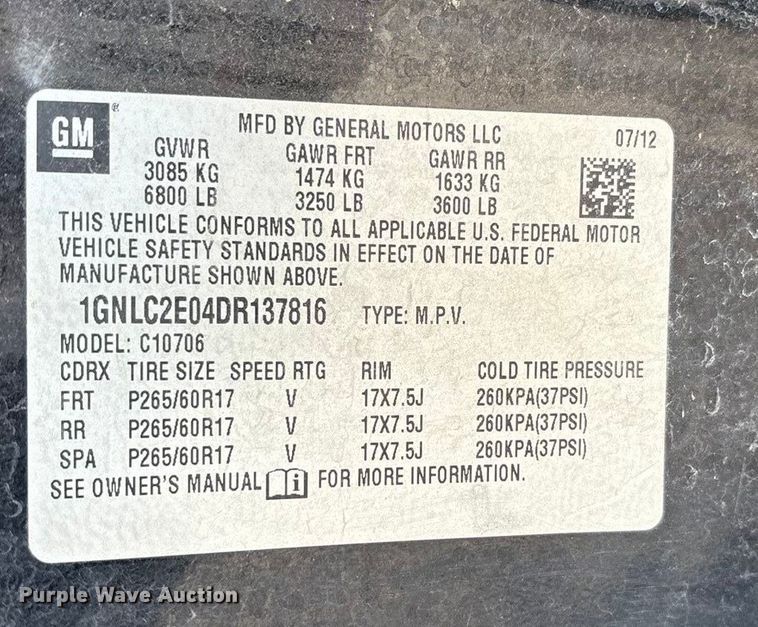 GM
MFD BY GENERAL MOTORS LLC
07/12
GVWR GAWR FRT GAWR RR
3085 KG 1474 KG 1633 KG
6800 LB 3250 LB 3600 LB
THIS VEHICLE CONFORMS TO ALL APPLICABLE U.S. FEDERAL MOTOR
VEHICLE SAFETY STANDARDS IN EFFECT ON THE DATE OF
MANUFACTURE SHOWN ABOVE.
1GNLC2E04DR137816 TYPE: M.P.V.
MODEL: C10706
CDRX TIRE SIZE SPEED RTG RIM COLD TIRE PRESSURE
FRT P265/60R17 V 17X7.5J 260KPA(37PSI)
RR P265/60R17 V 17X7.5J 260KPA(37PSI)
SPA P265/60R17 V 17X7.5J 260KPA(37PSI)
SEE OWNER'S MANUAL i FOR MORE INFORMATION.
Purple Wave Auction